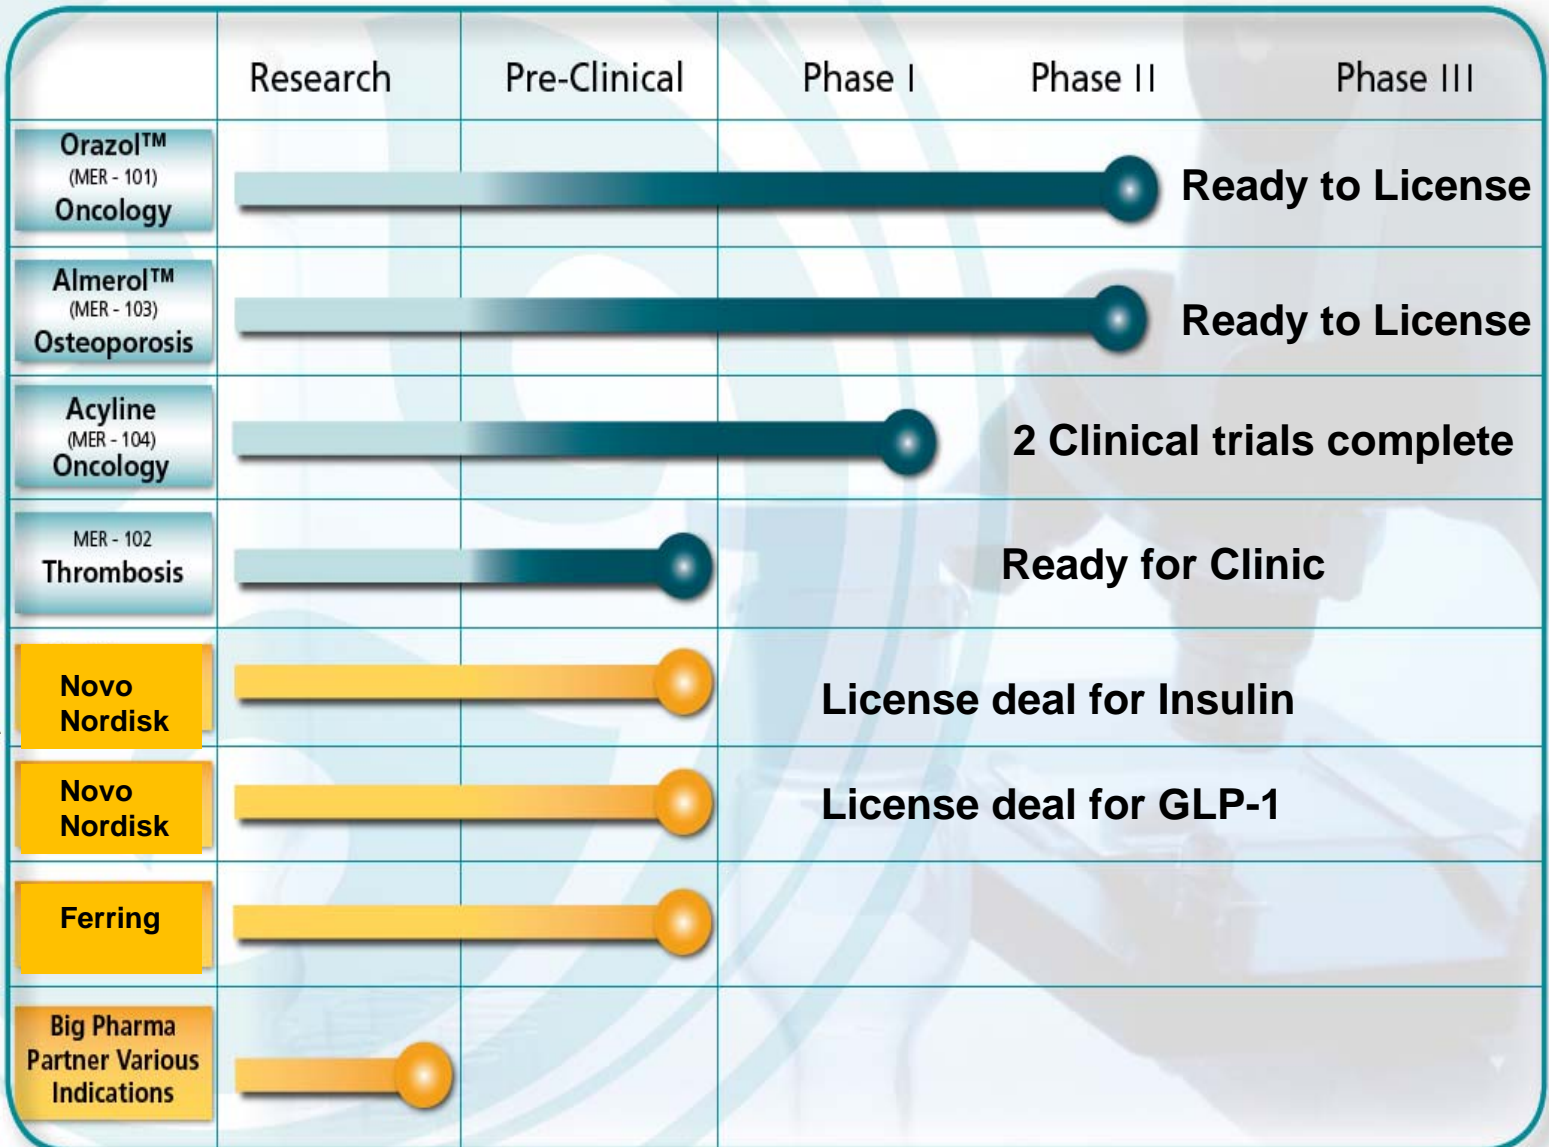 Research Pre-Clinical Phase I Phase II Phase III
Orazol™
(MER - 101)
Oncology
Ready to License
Almerol™
(MER - 103)
Osteoporosis
Ready to License
Acyline
(MER - 104)
Oncology
2 Clinical trials complete
MER - 102
Thrombosis
Ready for Clinic
Novo
Nordisk
License deal for Insulin
Novo
Nordisk
License deal for GLP-1
Ferring
Big Pharma
Partner Various
Indications